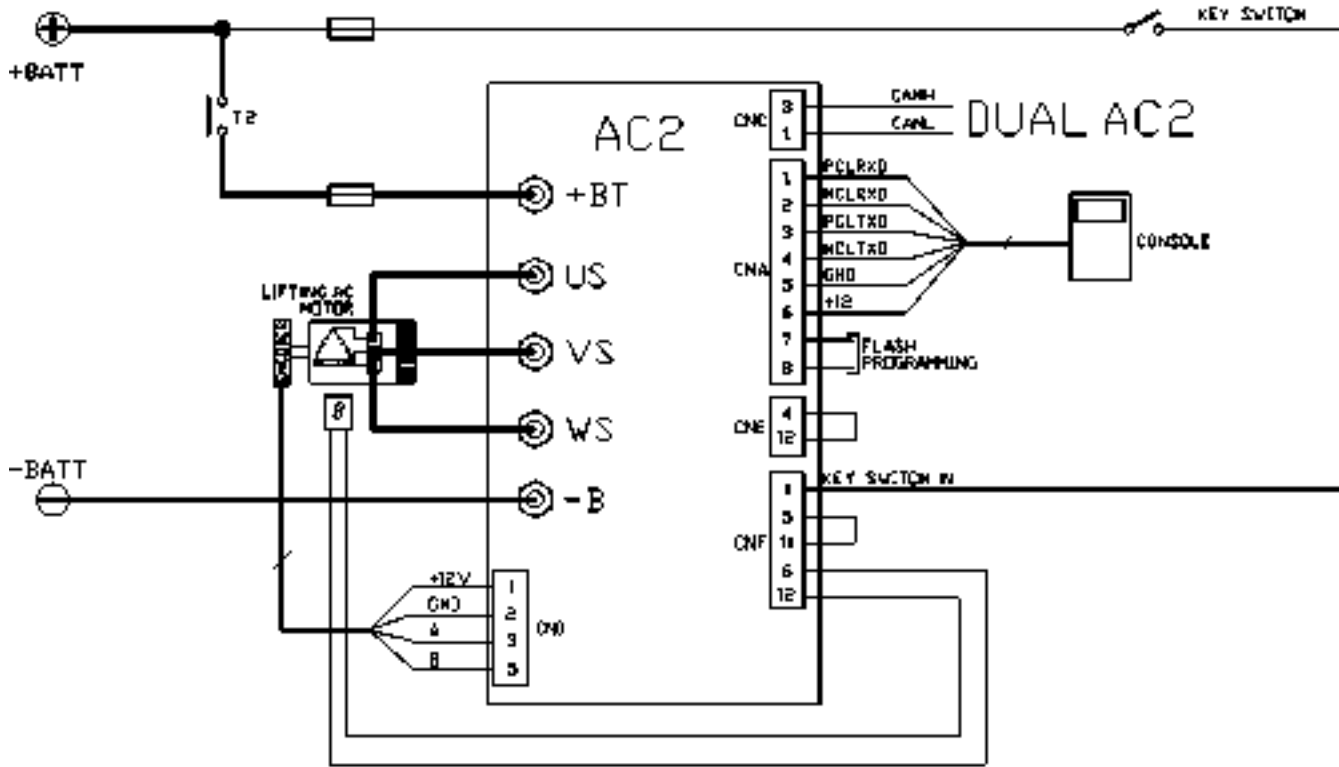 KEY SWITCH
+BATT
T2
AC2
CNC
3
CANH
1
CANL
DUAL AC2
+BT
CNA
1
PCLRXD
2
NCLRXD
3
PCLTXD
4
NCLTXD
5
GND
6
+12
7
8
FLASH
PROGRAMMING
CONSOLE
US
LIFTING AC
MOTOR
VS
WS
CNE
4
12
-BATT
-B
CNF
KEY SWITCH IN
6
12
+12V
1
GND
2
A
3
B
5